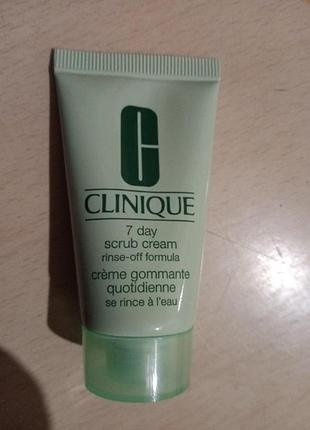 C
CLINIQUE
7 day
scrub cream
rinse-off formula
crème gommante
quotidienne
se rince à l'eau